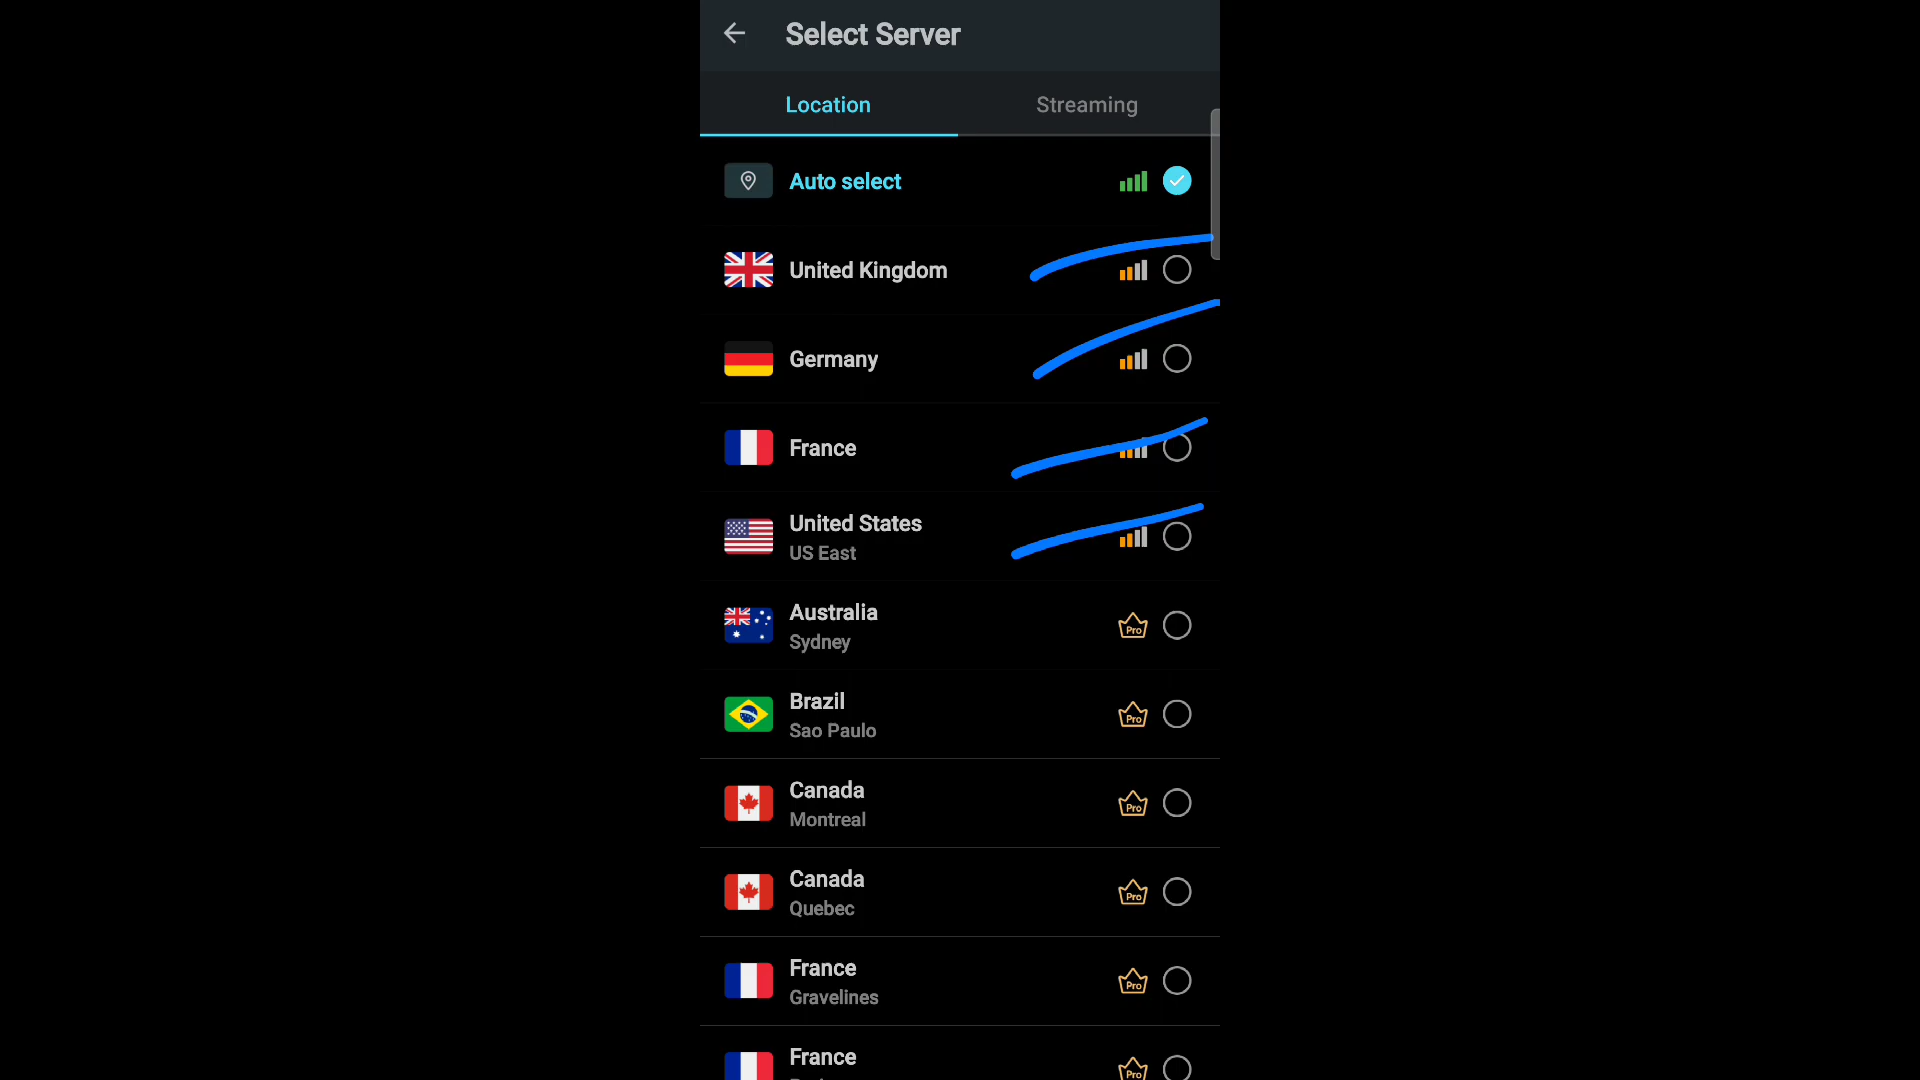 Select Server
Location
Streaming
Auto select
United Kingdom
Germany
France
United States
US East
Australia
Sydney
Pro
Brazil
Sao Paulo
Pro
Canada
Montreal
Pro
Canada
Quebec
Pro
France
Gravelines
Pro
France
Pro